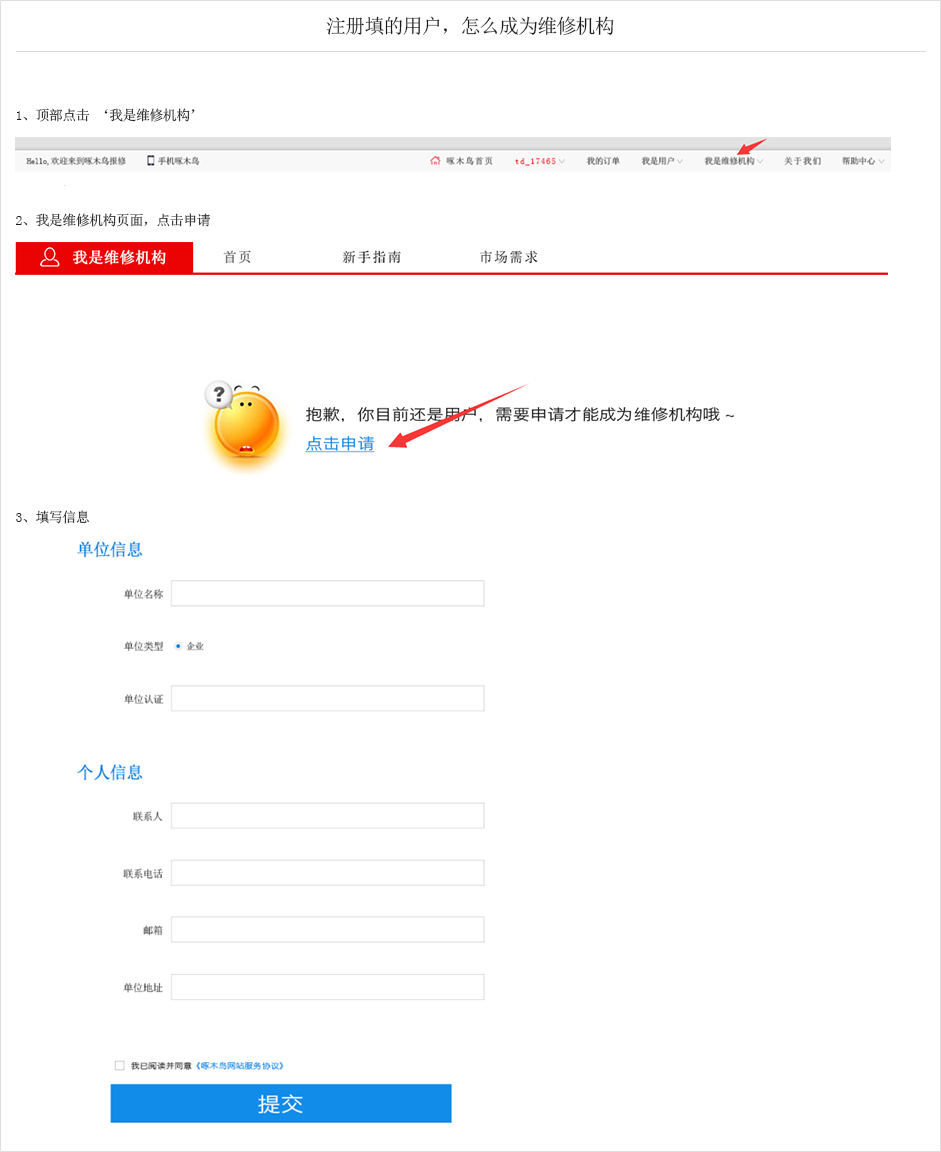 注册填的用户，怎么成为维修机构
1、顶部点击 ‘我是维修机构’
Hello,欢迎来到啄木鸟报修 手机啄木鸟 啄木鸟首页 td_17465 我的订单 我是用户 我是维修机构 关于我们 帮助中心
2、我是维修机构页面，点击申请
我是维修机构 首页 新手指南 市场需求
?
抱歉，你目前还是用户，需要申请才能成为维修机构哦 ~
点击申请
3、填写信息
单位信息
单位名称
单位类型 企业
单位认证
个人信息
联系人
联系电话
邮箱
单位地址
我已阅读并同意《啄木鸟网站服务协议》
提交